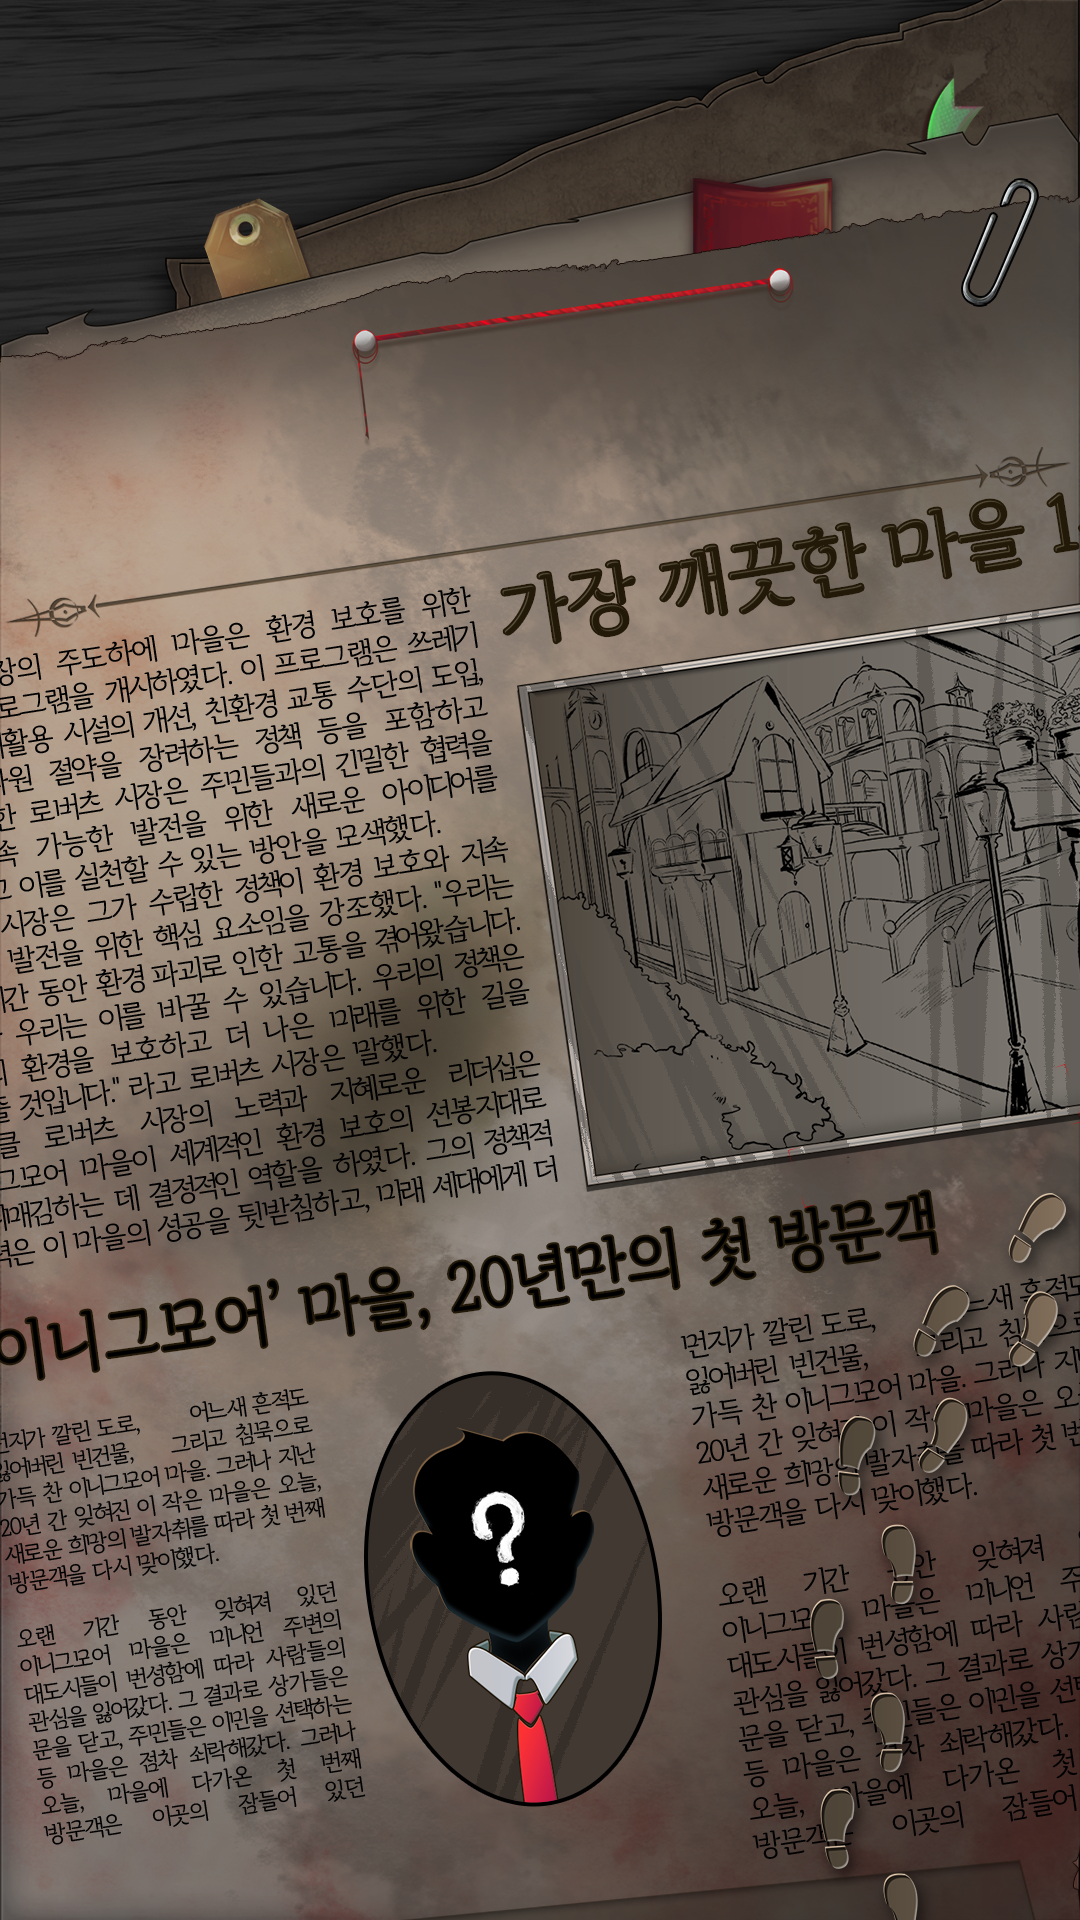 가장 깨끗한 마을 1
장의 주도하에 마을은 환경 보호를 위한
로그램을 개시하였다. 이 프로그램은 쓰레기
활용 시설의 개선, 친환경 교통 수단의 도입,
원 절약을 장려하는 정책 등을 포함하고
한 로버츠 시장은 주민들과의 긴밀한 협력을
속 가능한 발전을 위한 새로운 아이디어를
고 이를 실천할 수 있는 방안을 모색했다.
시장은 그가 수립한 정책이 환경 보호와 지속
발전을 위한 핵심 요소임을 강조했다. "우리는
간 동안 환경 파괴로 인한 고통을 겪어왔습니다.
우리는 이를 바꿀 수 있습니다. 우리의 정책은
환경을 보호하고 더 나은 미래를 위한 길을
것입니다." 라고 로버츠 시장은 말했다.
클 로버츠 시장의 노력과 지혜로운 리더십은
그모어 마을이 세계적인 환경 보호의 선봉지대로
매김하는 데 결정적인 역할을 하였다. 그의 정책적
력은 이 마을의 성공을 뒷받침하고, 미래 세대에게 더
이니그모어’ 마을, 20년만의 첫 방문객
먼지가 깔린 도로, 어느새 흔적도
잃어버린 빈건물, 그리고 침묵으로
가득 찬 이니그모어 마을. 그러나 지난
20년 간 잊혀진 이 작은 마을은 오늘,
새로운 희망의 발자취를 따라 첫 번째
방문객을 다시 맞이했다.
오랜 기간 동안 잊혀져 있던
이니그모어 마을은 미니언 주변의
대도시들이 번성함에 따라 사람들의
관심을 잃어갔다. 그 결과로 상가들은
문을 닫고, 주민들은 이민을 선택하는
등 마을은 점차 쇠락해갔다. 그러나
오늘, 마을에 다가온 첫 번째
방문객은 이곳의 잠들어 있던
?
먼지가 깔린 도로, 느새 흔적도
잃어버린 빈건물, 리고 침 으로
가득 찬 이니그모어 마을. 그러나 지
20년 간 잊혀 이 작 마을은 오
새로운 희망의 발자 를 따라 첫 번
방문객을 다시 맞이했다.
오랜 기간 안 잊혀져
이니그모 마을은 미니언 주
대도시들이 번성함에 따라 사람
관심을 잃어갔다. 그 결과로 상가
문을 닫고, 주민들은 이민을 선택
등 마을은 점차 쇠락해갔다.
오늘, 마을에 다가온 첫
방문객은 이곳의 잠들어